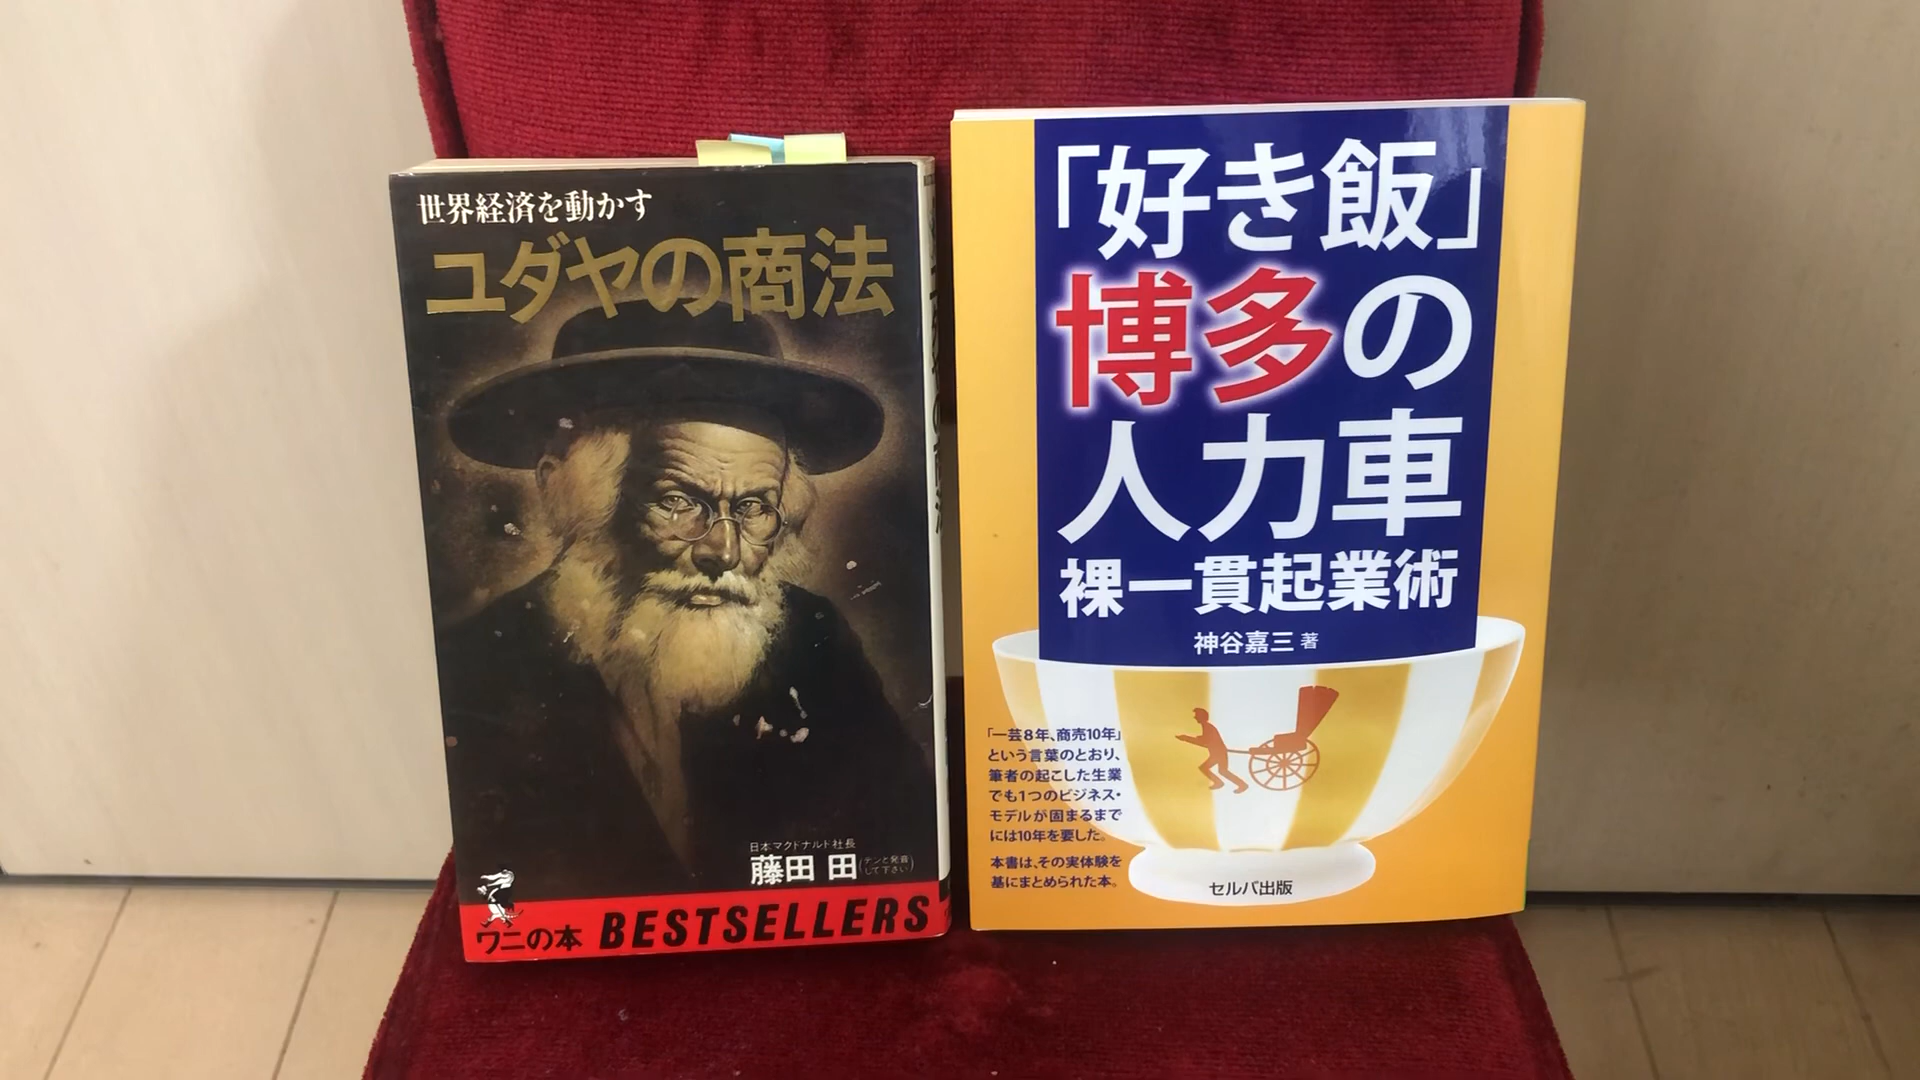 世界経済を動かす
ユダヤの商法
日本マクドナルド社長
藤田 田(デンと発音して下さい)
ワニの本 BESTSELLERS
「好き飯」
博多の
人力車
裸一貫起業術
神谷嘉三 著
「一芸8年、商売10年」
という言葉のとおり、
筆者の起こした生業
でも1つのビジネス・
モデルが固まるまで
には10年を要した。
本書は、その実体験を
基にまとめられた本。
セルバ出版